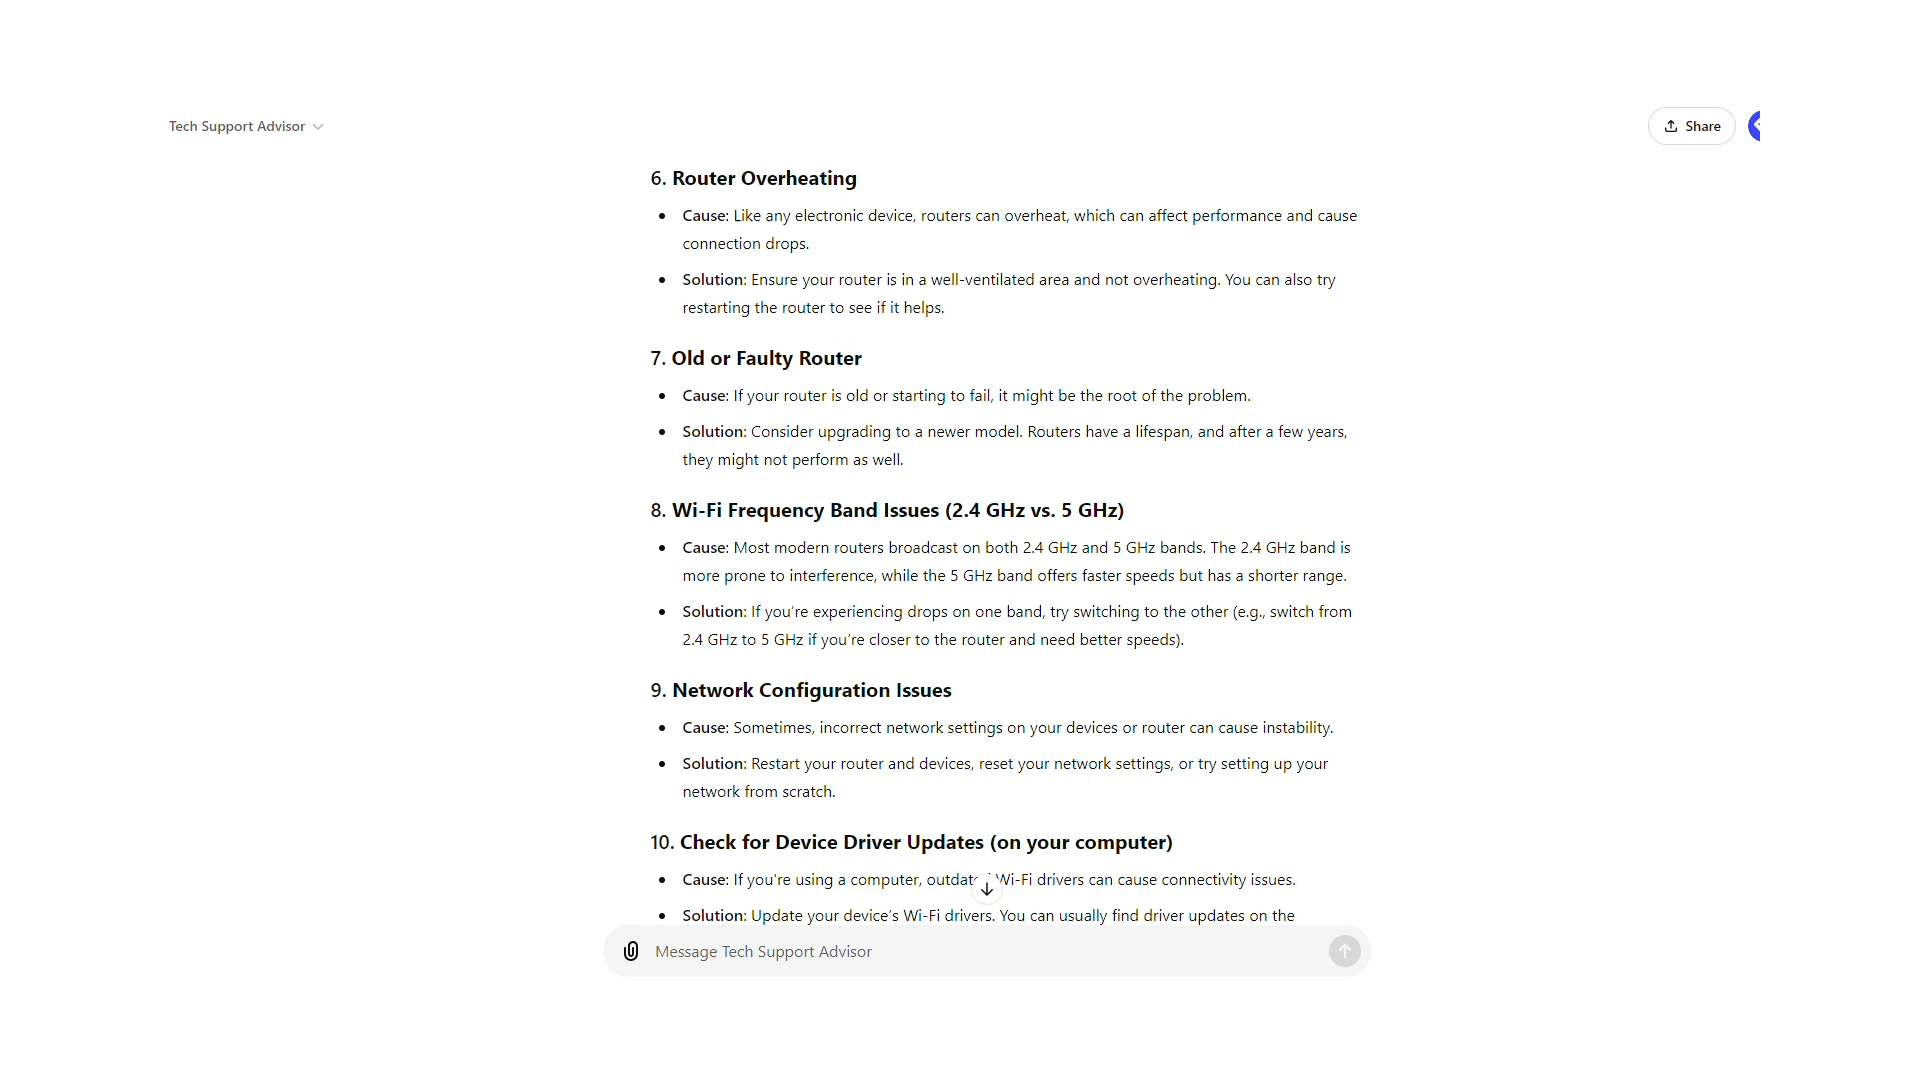 Tech Support Advisor
Share
6. Router Overheating
• Cause: Like any electronic device, routers can overheat, which can affect performance and cause
connection drops.
• Solution: Ensure your router is in a well-ventilated area and not overheating. You can also try
restarting the router to see if it helps.
7. Old or Faulty Router
• Cause: If your router is old or starting to fail, it might be the root of the problem.
• Solution: Consider upgrading to a newer model. Routers have a lifespan, and after a few years,
they might not perform as well.
8. Wi-Fi Frequency Band Issues (2.4 GHz vs. 5 GHz)
• Cause: Most modern routers broadcast on both 2.4 GHz and 5 GHz bands. The 2.4 GHz band is
more prone to interference, while the 5 GHz band offers faster speeds but has a shorter range.
• Solution: If you're experiencing drops on one band, try switching to the other (e.g., switch from
2.4 GHz to 5 GHz if you're closer to the router and need better speeds).
9. Network Configuration Issues
• Cause: Sometimes, incorrect network settings on your devices or router can cause instability.
• Solution: Restart your router and devices, reset your network settings, or try setting up your
network from scratch.
10. Check for Device Driver Updates (on your computer)
• Cause: If you're using a computer, Wi-Fi drivers can cause connectivity issues.
• Solution: Update your device's Wi-Fi drivers. You can usually find driver updates on the
Message Tech Support Advisor